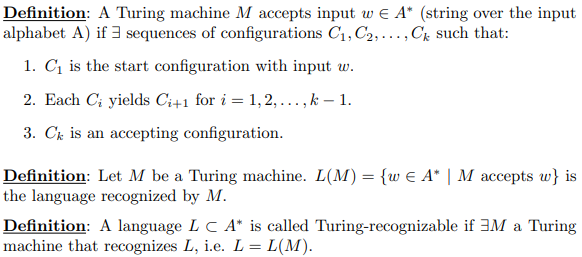 Definition: A Turing machine M accepts input w ∈ A* (string over the input
alphabet A) if ∃ sequences of configurations C₁, C₂, . . . , Cₖ such that:
1. C₁ is the start configuration with input w.
2. Each Cᵢ yields Cᵢ₊₁ for i = 1, 2, . . . , k − 1.
3. Cₖ is an accepting configuration.
Definition: Let M be a Turing machine. L(M) = {w ∈ A* | M accepts w} is
the language recognized by M.
Definition: A language L ⊂ A* is called Turing-recognizable if ∃M a Turing
machine that recognizes L, i.e. L = L(M).